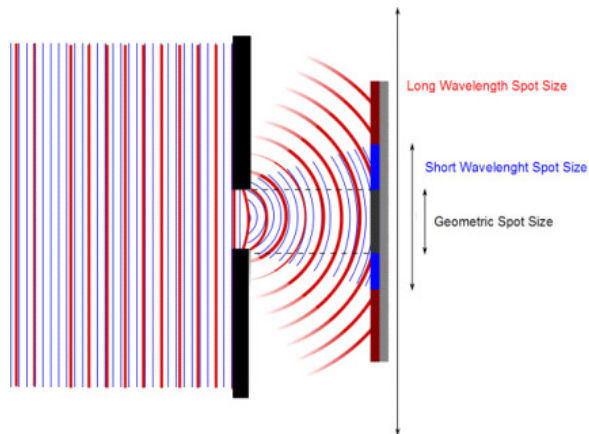 Long Wavelength Spot Size
Short Wavelenght Spot Size
Geometric Spot Size